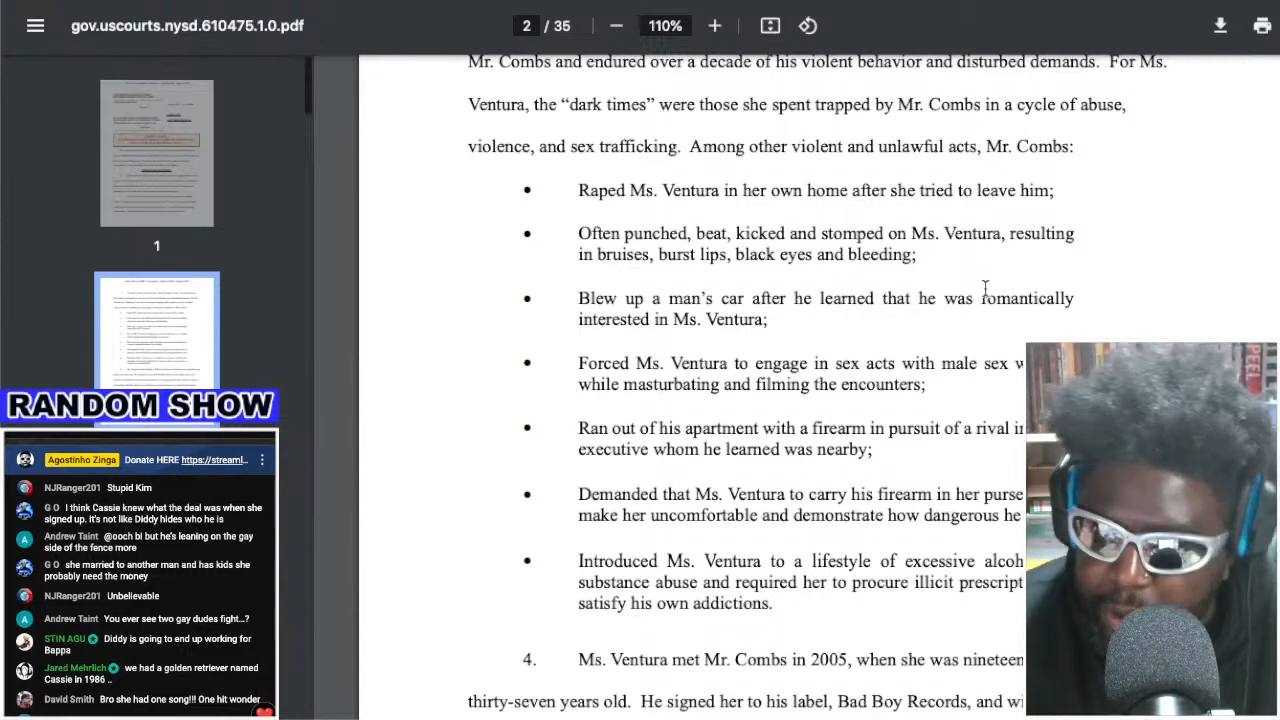 gov.uscourts.nysd.610475.1.0.pdf
2 / 35
110%
1
Mr. Combs and endured over a decade of his violent behavior and disturbed demands. For Ms.
Ventura, the “dark times” were those she spent trapped by Mr. Combs in a cycle of abuse,
violence, and sex trafficking. Among other violent and unlawful acts, Mr. Combs:
• Raped Ms. Ventura in her own home after she tried to leave him;
• Often punched, beat, kicked and stomped on Ms. Ventura, resulting
in bruises, burst lips, black eyes and bleeding;
• Blew up a man’s car after he learned that he was romantically
interested in Ms. Ventura;
• Forced Ms. Ventura to engage in sex acts with male sex
while masturbating and filming the encounters;
• Ran out of his apartment with a firearm in pursuit of a rival
executive whom he learned was nearby;
• Demanded that Ms. Ventura to carry his firearm in her purse
make her uncomfortable and demonstrate how dangerous he
• Introduced Ms. Ventura to a lifestyle of excessive
substance abuse and required her to procure illicit
satisfy his own addictions.
4. Ms. Ventura met Mr. Combs in 2005, when she was nineteen
thirty-seven years old. He signed her to his label, Bad Boy Records, and
RANDOM SHOW
Agostinho Zinga Donate HERE https://streaml...
NJRanger201 Stupid Kim
G O I think Cassie knew what the deal was when she
signed up. it's not like Diddy hides who he is
Andrew Taint @ooch bi but he's leaning on the gay
side of the fence more
G O she married to another man and has kids she
probably need the money
NJRanger201 Unbelievable
Andrew Taint You ever see two gay dudes fight...?
STIN AGU Diddy is going to end up working for
Bappa
Jared Mehrlich we had a golden retriever named
Cassie in 1986 ..
David Smith Bro she had one song!!! One hit wonder